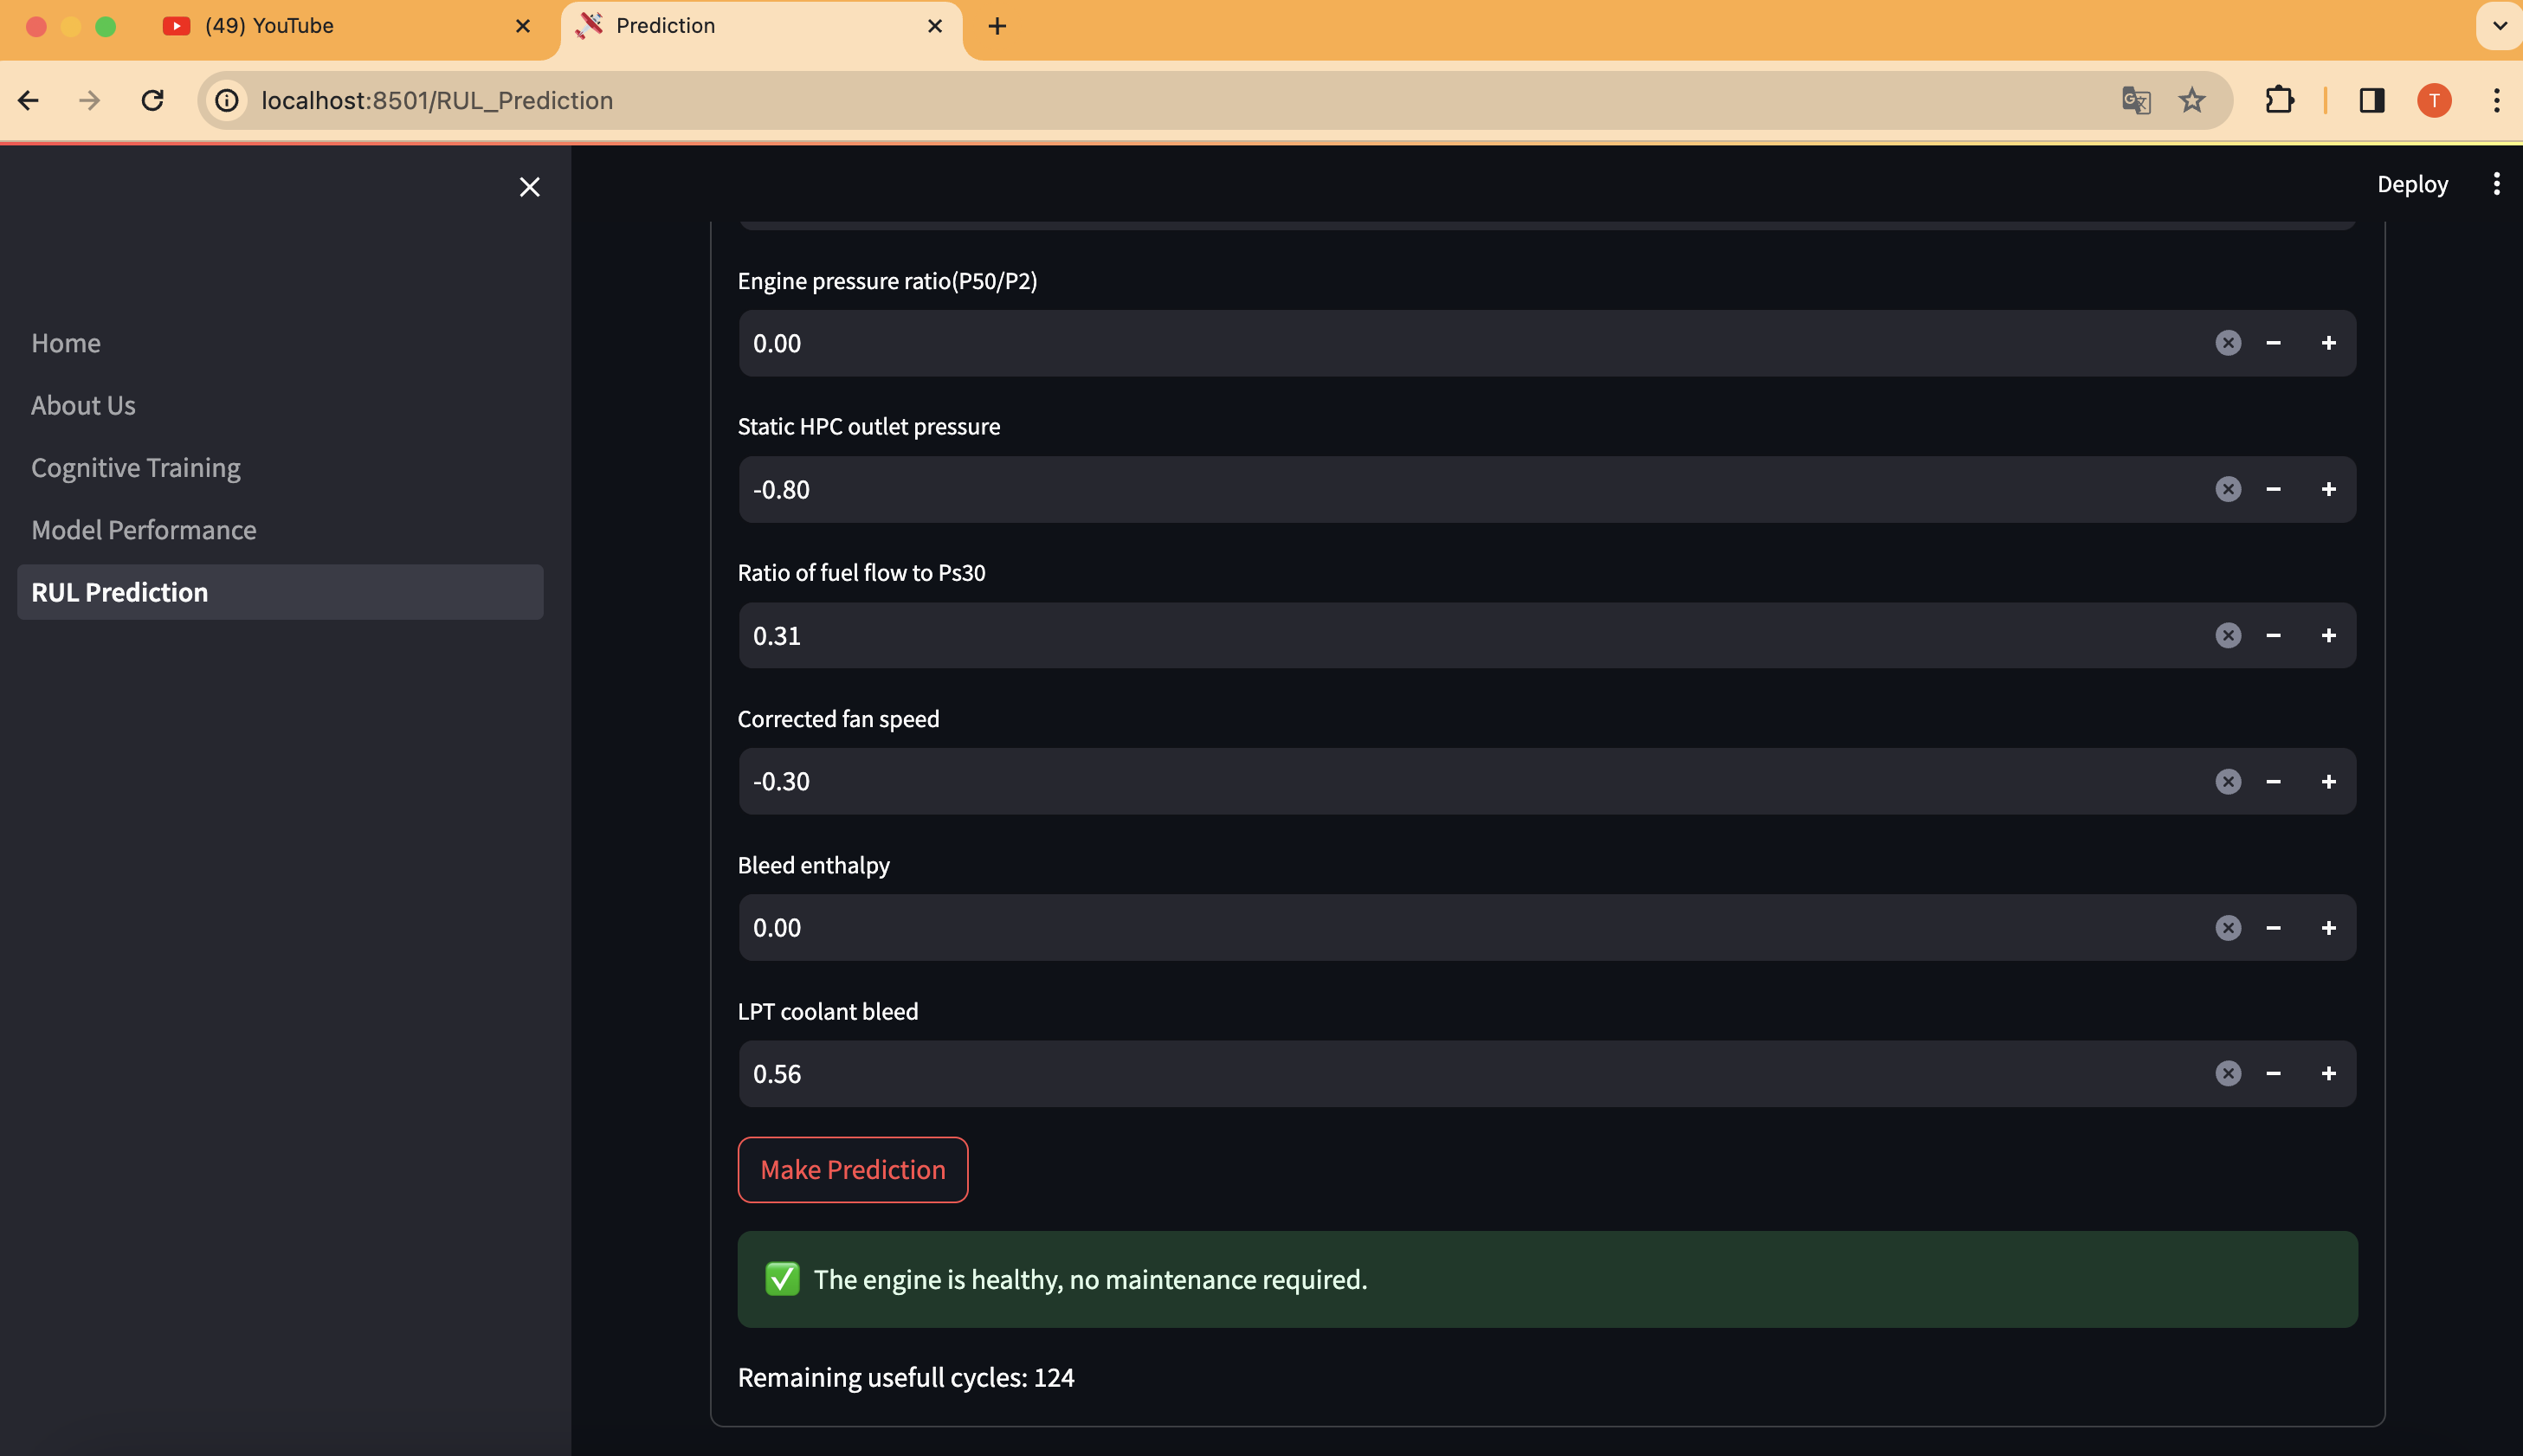 (49) YouTube
Prediction
localhost:8501/RUL_Prediction
T
Deploy
Home
About Us
Cognitive Training
Model Performance
RUL Prediction
Engine pressure ratio(P50/P2)
0.00
Static HPC outlet pressure
-0.80
Ratio of fuel flow to Ps30
0.31
Corrected fan speed
-0.30
Bleed enthalpy
0.00
LPT coolant bleed
0.56
Make Prediction
The engine is healthy, no maintenance required.
Remaining usefull cycles: 124